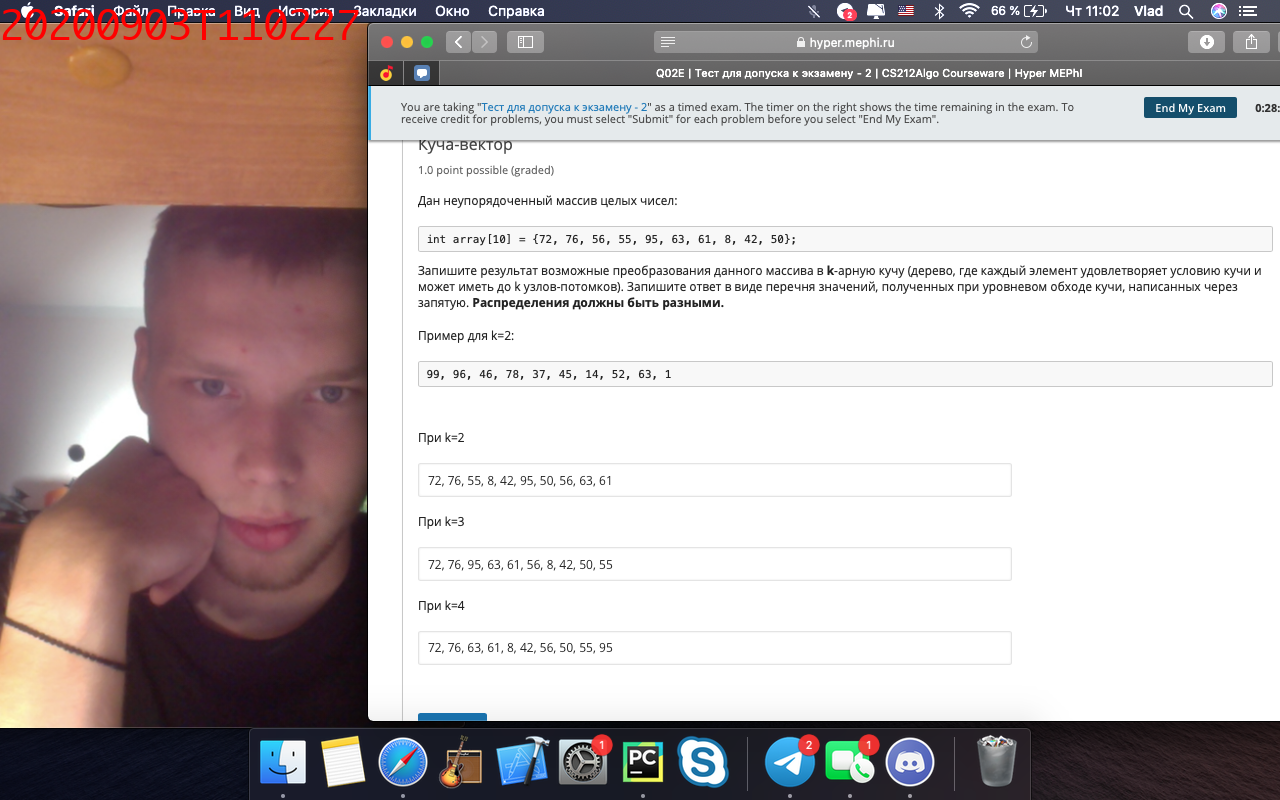 Safari Файл Правка Вид История Закладки Окно Справка 2 66 % Чт 11:02 Vlad
20200903T110227
hyper.mephi.ru
Q02E | Тест для допуска к экзамену - 2 | CS212Algo Courseware | Hyper MEPhI
You are taking "Тест для допуска к экзамену - 2" as a timed exam. The timer on the right shows the time remaining in the exam. To
receive credit for problems, you must select "Submit" for each problem before you select "End My Exam".
End My Exam
0:28:
Куча-вектор
1.0 point possible (graded)
Дан неупорядоченный массив целых чисел:
int array[10] = {72, 76, 56, 55, 95, 63, 61, 8, 42, 50};
Запишите результат возможные преобразования данного массива в k-арную кучу (дерево, где каждый элемент удовлетворяет условию кучи и
может иметь до k узлов-потомков). Запишите ответ в виде перечня значений, полученных при уровневом обходе кучи, написанных через
запятую. Распределения должны быть разными.
Пример для k=2:
99, 96, 46, 78, 37, 45, 14, 52, 63, 1
При k=2
72, 76, 55, 8, 42, 95, 50, 56, 63, 61
При k=3
72, 76, 95, 63, 61, 56, 8, 42, 50, 55
При k=4
72, 76, 63, 61, 8, 42, 56, 50, 55, 95
1 PC 2 1